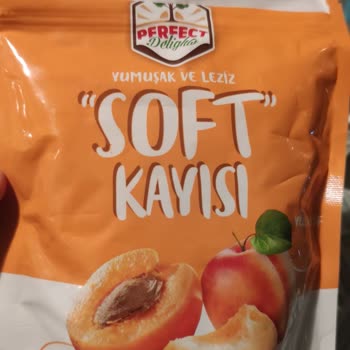 PERFECT
Delights
YUMUŞAK VE LEZİZ
"SOFT"
KAYISI